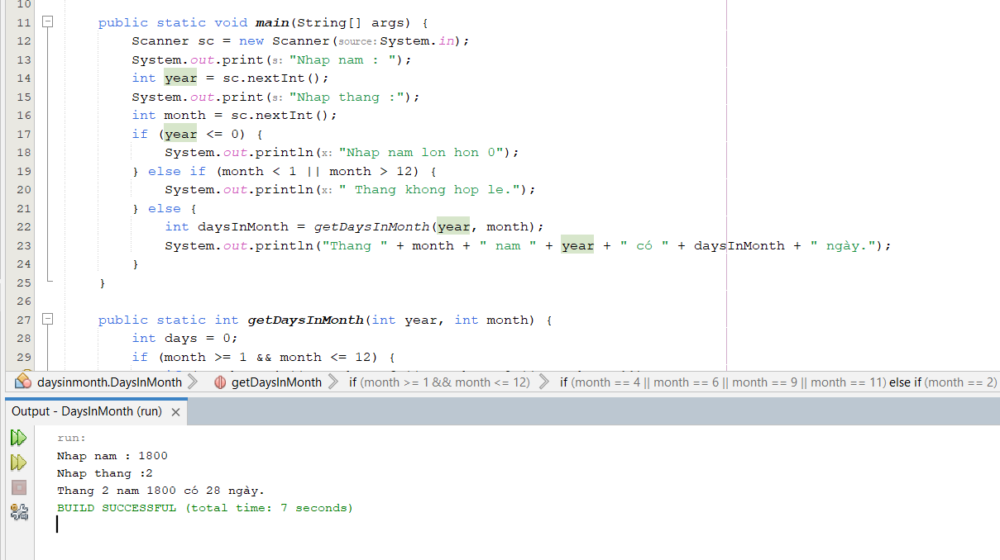 10
11 public static void main(String[] args) {
12 Scanner sc = new Scanner(source:System.in);
13 System.out.print(s: "Nhap nam : ");
14 int year = sc.nextInt();
15 System.out.print(s: "Nhap thang :");
16 int month = sc.nextInt();
17 if (year <= 0) {
18 System.out.println(x: "Nhap nam lon hon 0");
19 } else if (month < 1 || month > 12) {
20 System.out.println(x: " Thang khong hop le.");
21 } else {
22 int daysInMonth = getDaysInMonth(year, month);
23 System.out.println("Thang " + month + " nam " + year + " có " + daysInMonth + " ngày.");
24 }
25 }
26
27 public static int getDaysInMonth(int year, int month) {
28 int days = 0;
29 if (month >= 1 && month <= 12) {
daysinmonth.DaysInMonth getDaysInMonth if (month >= 1 && month <= 12) if (month == 4 || month == 6 || month == 9 || month == 11) else if (month == 2)
Output - DaysInMonth (run) ×
run:
Nhap nam : 1800
Nhap thang :2
Thang 2 nam 1800 có 28 ngày.
BUILD SUCCESSFUL (total time: 7 seconds)